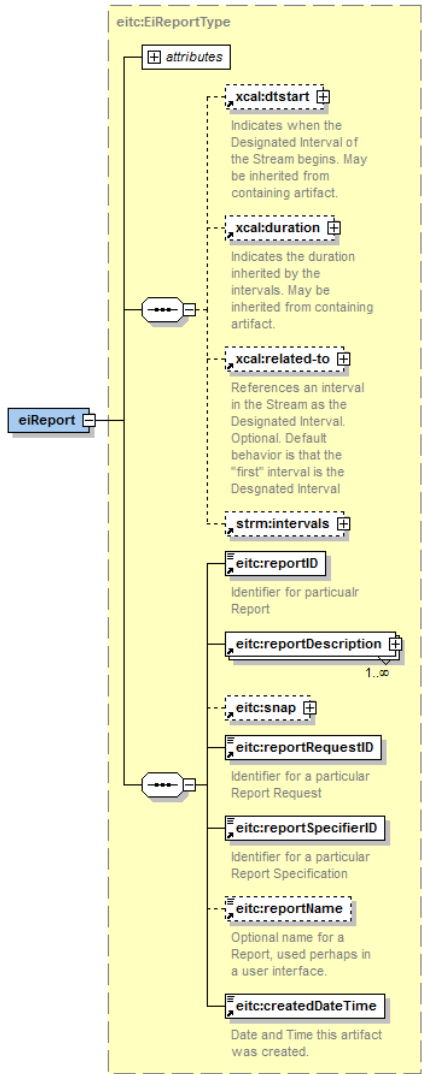 eitc:EiReportType
attributes
xcal:dtstart
Indicates when the
Designated Interval of
the Stream begins. May
be inherited from
containing artifact.
xcal:duration
Indicates the duration
inherited by the
intervals. May be
inherited from containing
artifact.
xcal:related-to
References an interval
in the Stream as the
Designated Interval.
Optional. Default
behavior is that the
"first" interval is the
Desgnated Interval
eiReport
strm:intervals
eitc:reportID
Identifier for particualr
Report
eitc:reportDescription
1..∞
eitc:snap
eitc:reportRequestID
Identifier for a particular
Report Request
eitc:reportSpecifierID
Identifier for a particular
Report Specification
eitc:reportName
Optional name for a
Report, used perhaps in
a user interface.
eitc:createdDateTime
Date and Time this artifact
was created.